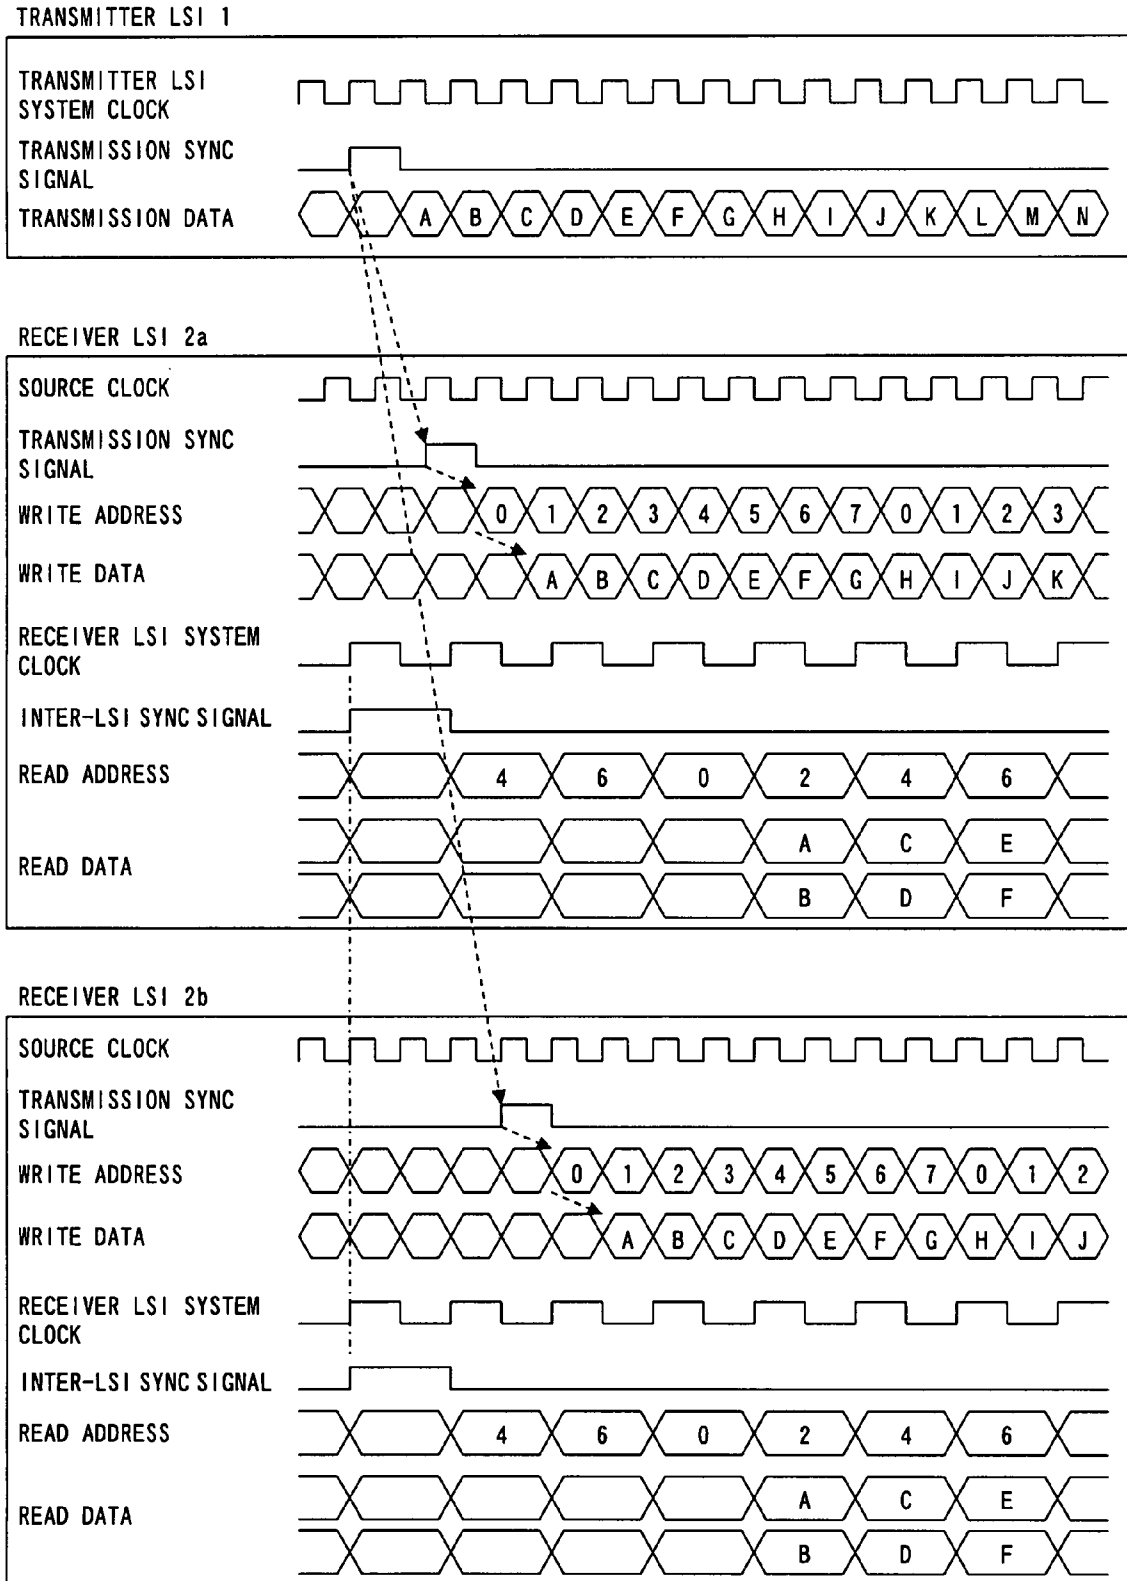 TRANSMITTER LSI 1
TRANSMITTER LSI
SYSTEM CLOCK
TRANSMISSION SYNC
SIGNAL
TRANSMISSION DATA A B C D E F G H I J K L M N
RECEIVER LSI 2a
SOURCE CLOCK
TRANSMISSION SYNC
SIGNAL
WRITE ADDRESS 0 1 2 3 4 5 6 7 0 1 2 3
WRITE DATA A B C D E F G H I J K
RECEIVER LSI SYSTEM
CLOCK
INTER-LSI SYNC SIGNAL
READ ADDRESS 4 6 0 2 4 6
A C E
READ DATA
B D F
RECEIVER LSI 2b
SOURCE CLOCK
TRANSMISSION SYNC
SIGNAL
WRITE ADDRESS 0 1 2 3 4 5 6 7 0 1 2
WRITE DATA A B C D E F G H I J
RECEIVER LSI SYSTEM
CLOCK
INTER-LSI SYNC SIGNAL
READ ADDRESS 4 6 0 2 4 6
A C E
READ DATA
B D F